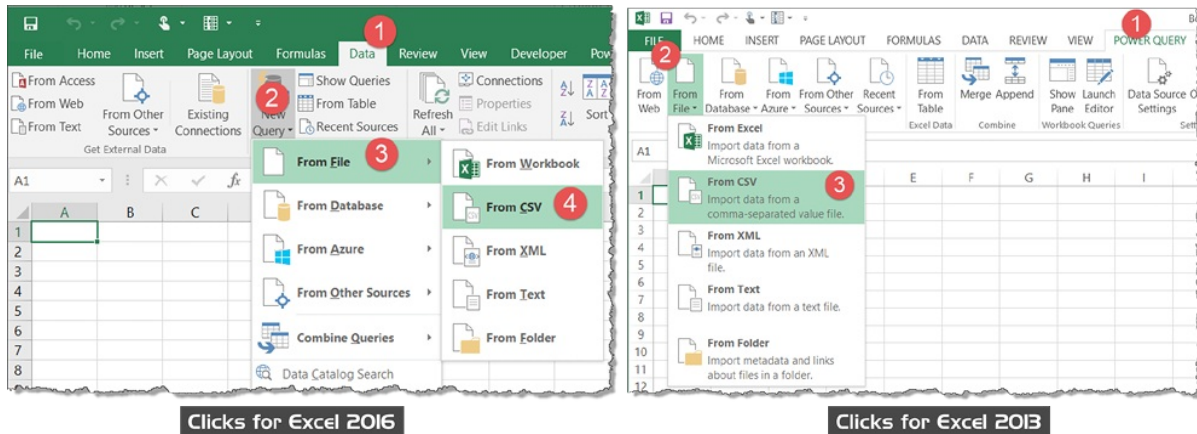 1
File Home Insert Page Layout Formulas Data Review View Developer Pow
From Access
From Web
From Text
From Other Sources
Existing Connections
New Query
2
Show Queries
From Table
Recent Sources
Refresh All
Connections
Properties
Edit Links
Sort
Get External Data
A1
fx
A B C
1
2
3
4
5
6
7
8
From File 3
From Database
From Azure
From Other Sources
Combine Queries
Data Catalog Search
From Workbook
From CSV 4
From XML
From Text
From Folder
Clicks for Excel 2016
1
FILE HOME INSERT PAGE LAYOUT FORMULAS DATA REVIEW VIEW POWER QUERY
2
From Web
From File
From Database
From Azure
From Other Sources
Recent Sources
From Table
Merge Append
Show Pane
Launch Editor
Data Source Settings
Excel Data
Combine
Workbook Queries
Sett
A1
E F G H I
1
2
3
4
5
6
7
8
9
10
11
12
From Excel
Import data from a
Microsoft Excel workbook.
From CSV 3
Import data from a
comma-separated value file.
From XML
Import data from an XML
file.
From Text
Import data from a text file.
From Folder
Import metadata and links
about files in a folder.
Clicks for Excel 2013